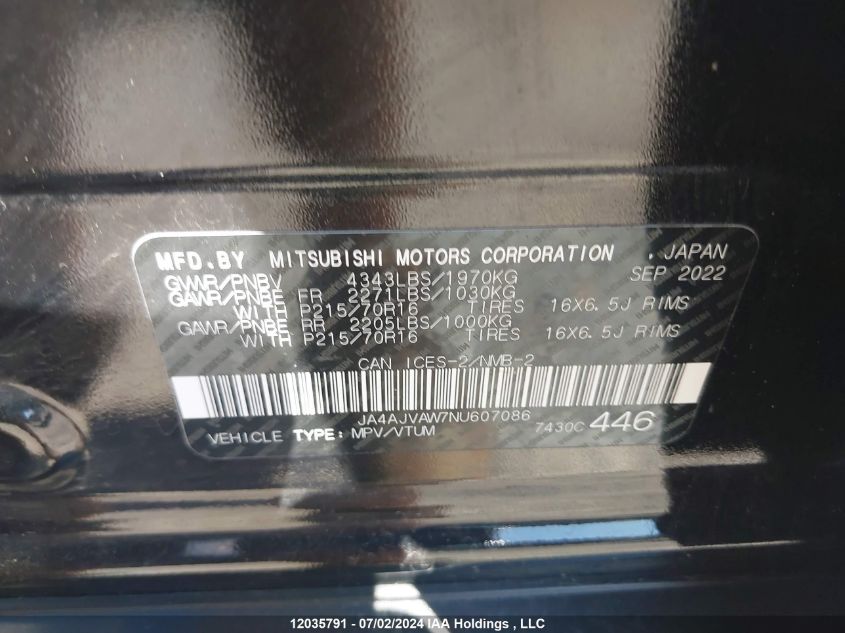 MFD.BY MITSUBISHI MOTORS CORPORATION . JAPAN
GVWR/PNBV 4343LBS/1970KG SEP 2022
GAWR/PNBE FR 2271LBS/1030KG
WITH P215/70R16 TIRES 16X6.5J RIMS
GAWR/PNBE RR 2205LBS/1000KG
WITH P215/70R16 TIRES 16X6.5J RIMS
CAN ICES-2/NMB-2
JA4AJVAW7NU607086
VEHICLE TYPE: MPV/VTUM 7430C 446
12035791 - 07/02/2024 IAA Holdings , LLC